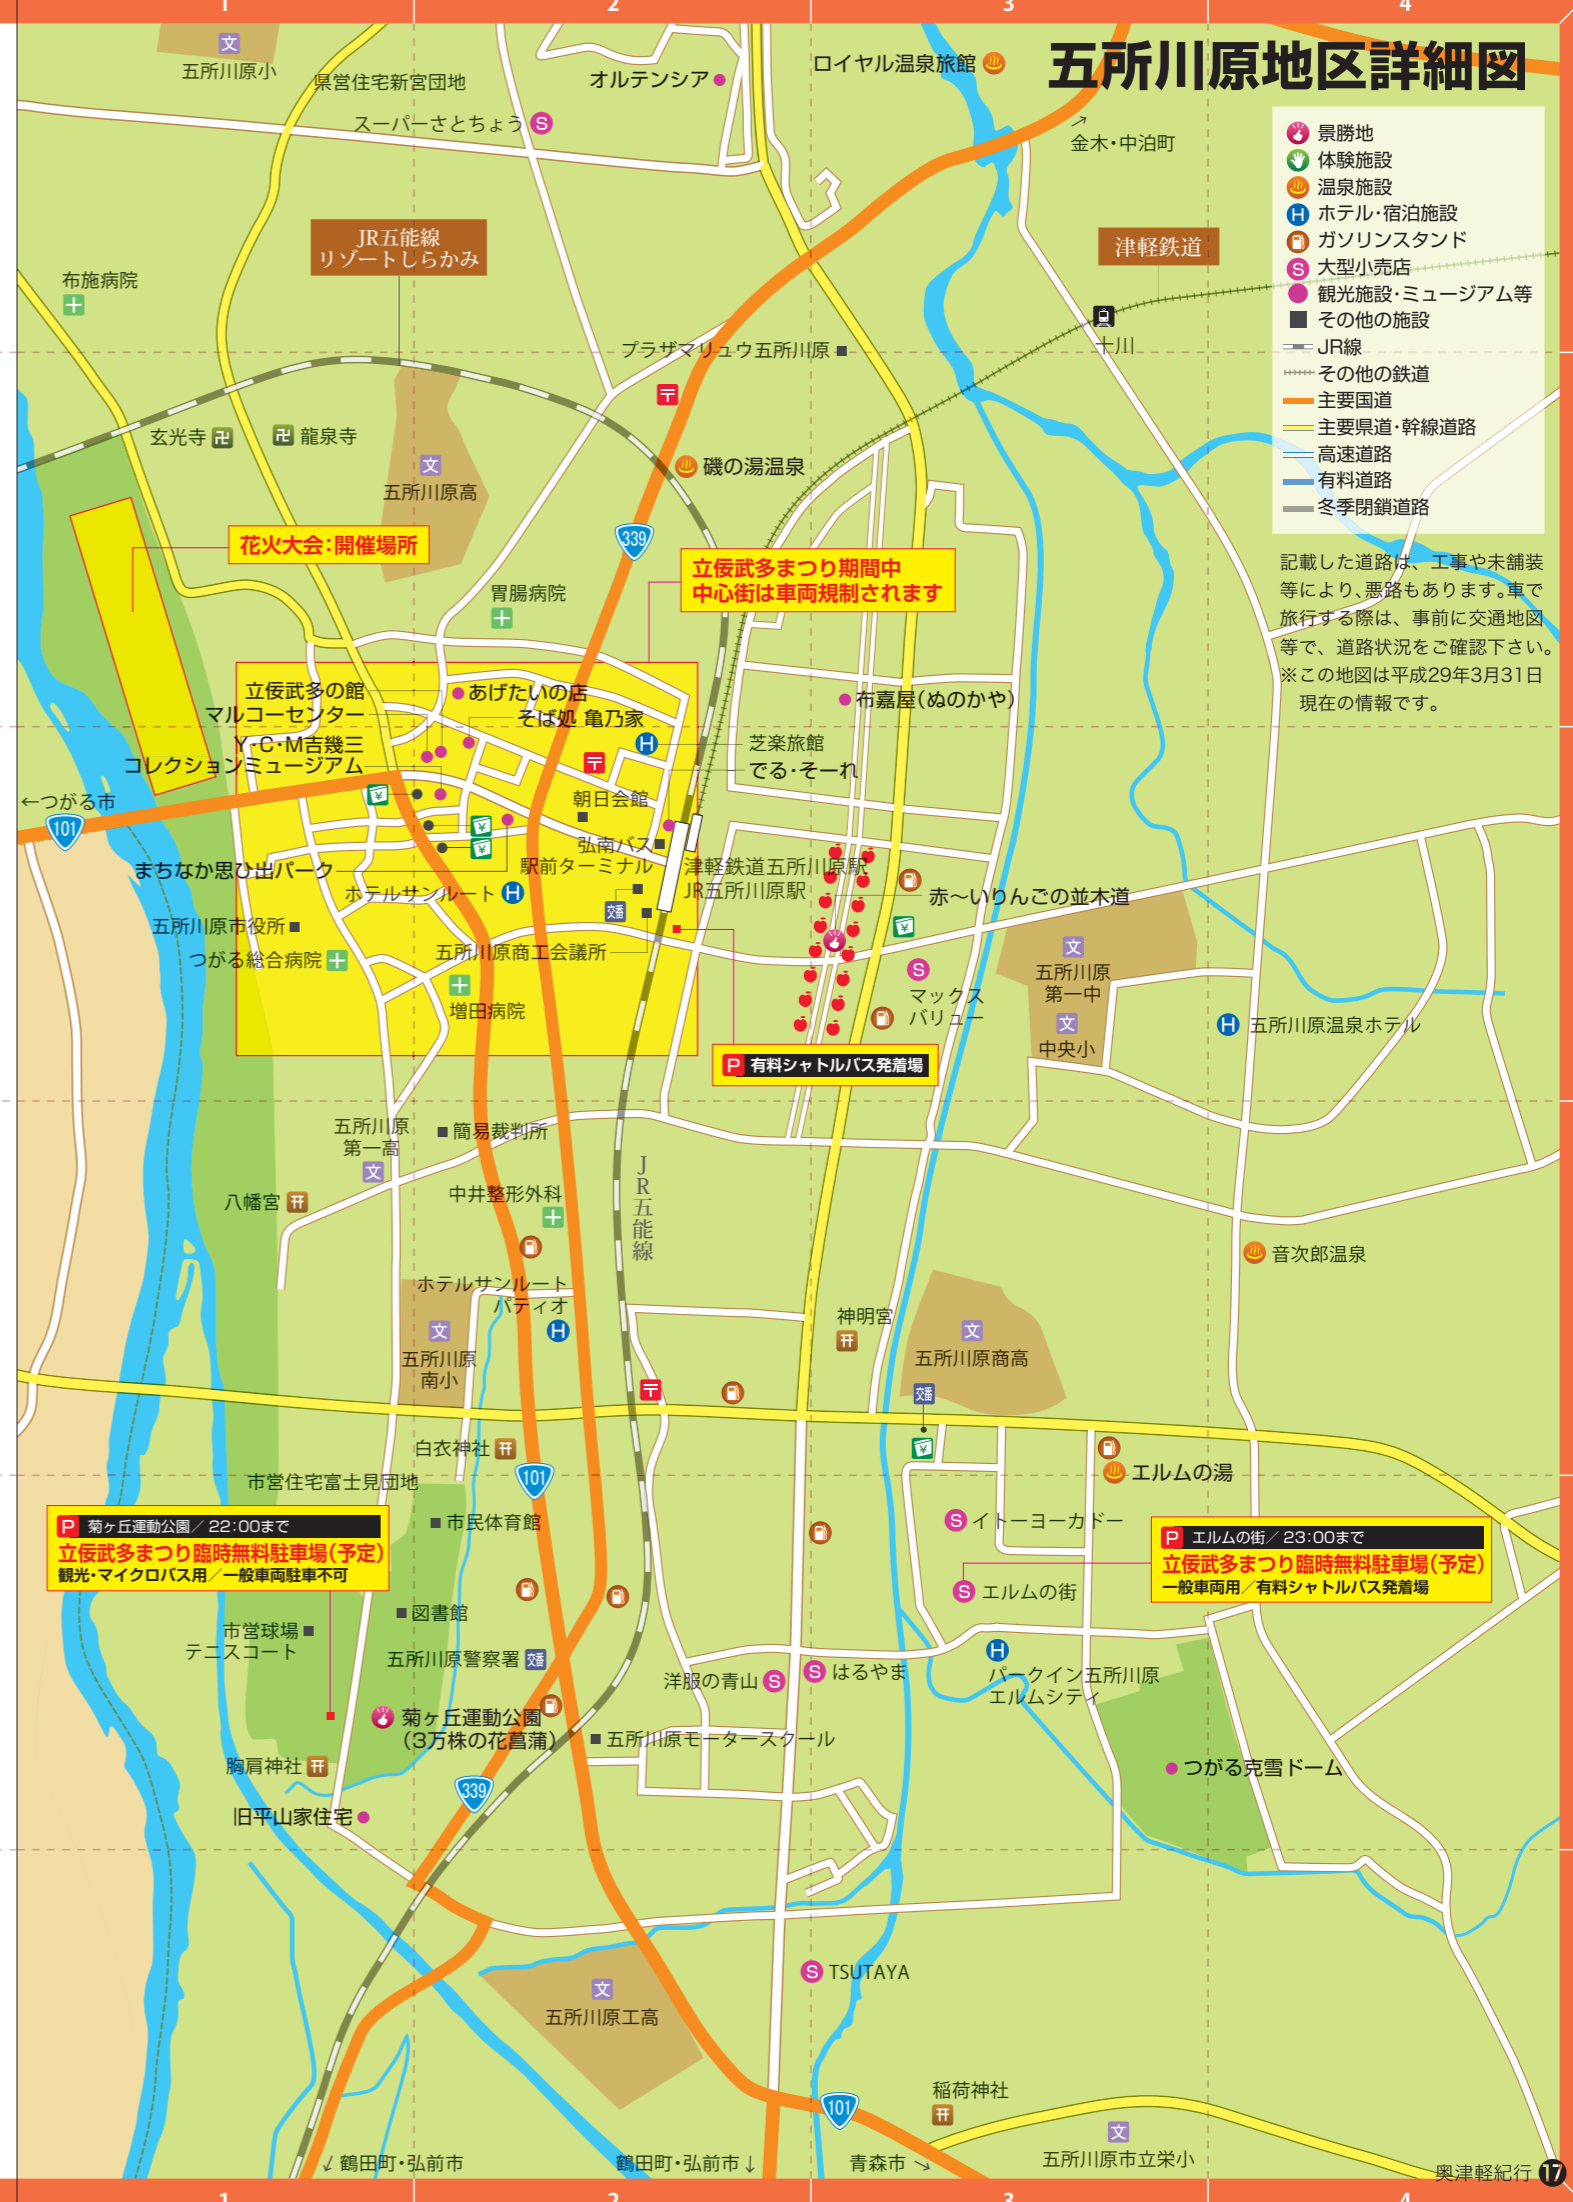 1
2
3
4
五所川原地区詳細図
文
五所川原小
県営住宅新宮団地
スーパーさとちょう S
オルテンシア
ロイヤル温泉旅館
↗
金木・中泊町
景勝地
体験施設
温泉施設
H ホテル・宿泊施設
ガソリンスタンド
S 大型小売店
観光施設・ミュージアム等
その他の施設
JR線
その他の鉄道
主要国道
主要県道・幹線道路
高速道路
有料道路
冬季閉鎖道路
記載した道路は、工事や未舗装
等により、悪路もあります。車で
旅行する際は、事前に交通地図
等で、道路状況をご確認下さい。
※この地図は平成29年3月31日
現在の情報です。
JR五能線
リゾートしらかみ
津軽鉄道
布施病院
十川
プラザマリュウ五所川原
〒
玄光寺 卍
卍 龍泉寺
文
五所川原高
磯の湯温泉
339
花火大会：開催場所
立佞武多まつり期間中
中心街は車両規制されます
胃腸病院
立佞武多の館
マルコーセンター
Y・C・M吉幾三
コレクションミュージアム
あげたいの店
そば処 亀乃家
布嘉屋（ぬのかや）
H
芝楽旅館
でる・そーれ
〒
朝日会館
←つがる市
101
¥
¥
¥
弘南バス
駅前ターミナル
まちなか思ひ出パーク
ホテルサンルート H
津軽鉄道五所川原駅
JR五所川原駅
交番
赤〜いりんごの並木道
¥
五所川原市役所
つがる総合病院
五所川原商工会議所
増田病院
S
マックス
バリュー
文
五所川原
第一中
文
中央小
H 五所川原温泉ホテル
P 有料シャトルバス発着場
五所川原
第一高
文
簡易裁判所
JR五能線
八幡宮
中井整形外科
音次郎温泉
ホテルサンルート
パティオ
H
文
五所川原
南小
神明宮
文
五所川原商高
交番
¥
〒
白衣神社
101
エルムの湯
市営住宅富士見団地
P 菊ヶ丘運動公園／22：00まで
立佞武多まつり臨時無料駐車場（予定）
観光・マイクロバス用／一般車両駐車不可
市民体育館
S イトーヨーカドー
P エルムの街／23：00まで
立佞武多まつり臨時無料駐車場（予定）
一般車両用／有料シャトルバス発着場
S エルムの街
図書館
市営球場
テニスコート
五所川原警察署 交番
H
パークイン五所川原
エルムシティ
洋服の青山 S
S はるやま
菊ヶ丘運動公園
（3万株の花菖蒲）
五所川原モータースクール
胸肩神社
339
つがる克雪ドーム
旧平山家住宅
S TSUTAYA
文
五所川原工高
101
稲荷神社
文
五所川原市立栄小
↙鶴田町・弘前市
鶴田町・弘前市↓
青森市↘
奥津軽紀行 17
1
2
3
4